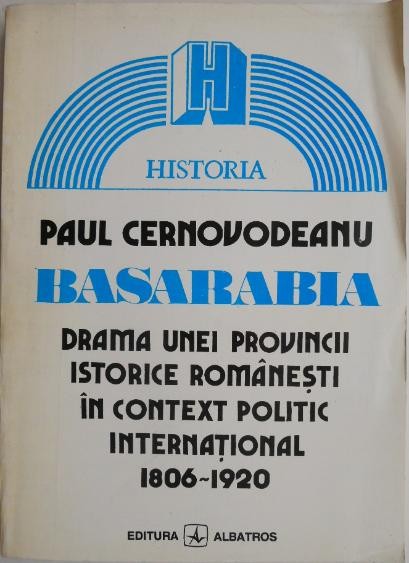 H
HISTORIA
PAUL CERNOVODEANU
BASARABIA
DRAMA UNEI PROVINCII
ISTORICE ROMÂNEȘTI
ÎN CONTEXT POLITIC
INTERNAȚIONAL
1806~1920
EDITURA ALBATROS